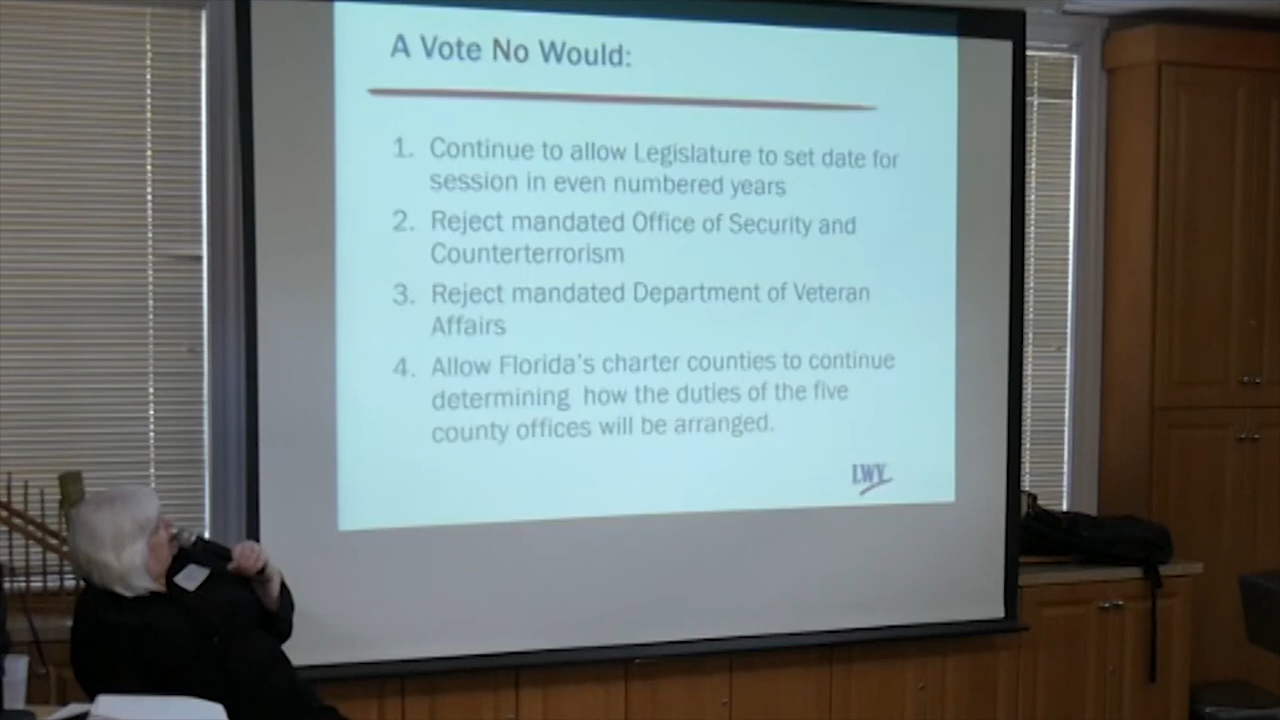 A Vote No Would:
1. Continue to allow Legislature to set date for
session in even numbered years
2. Reject mandated Office of Security and
Counterterrorism
3. Reject mandated Department of Veteran
Affairs
4. Allow Florida's charter counties to continue
determining how the duties of the five
county offices will be arranged.
LWV